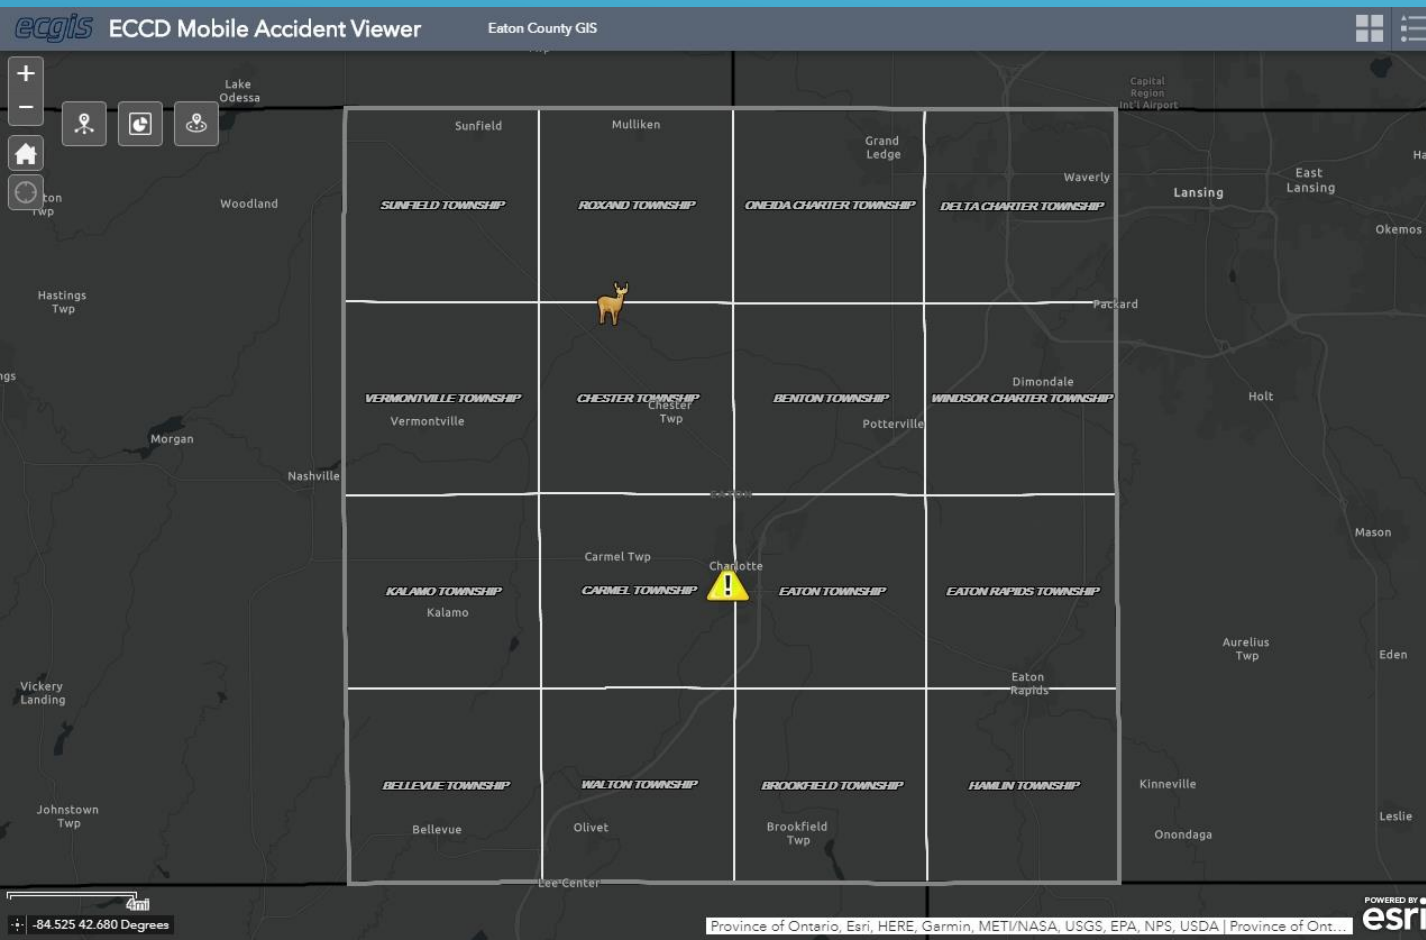 ecgis ECCD Mobile Accident Viewer Eaton County GIS
+
−
Lake
Odessa
Capital
Region
Int'l Airport
Sunfield
Mulliken
Grand
Ledge
Waverly
East
Lansing
Lansing
ton
Twp
Woodland
SUNFIELD TOWNSHIP
ROXAND TOWNSHIP
ONEIDA CHARTER TOWNSHIP
DELTA CHARTER TOWNSHIP
Okemos
Hastings
Twp
Packard
ngs
Dimondale
VERMONTVILLE TOWNSHIP
CHESTER TOWNSHIP
BENTON TOWNSHIP
WINDSOR CHARTER TOWNSHIP
Holt
Chester
Twp
Vermontville
Potterville
Morgan
Nashville
EATON
Mason
Carmel Twp
Charlotte
KALAMO TOWNSHIP
CARMEL TOWNSHIP
!
EATON TOWNSHIP
EATON RAPIDS TOWNSHIP
Kalamo
Aurelius
Twp
Eden
Vickery
Landing
Eaton
Rapids
BELLEVUE TOWNSHIP
WALTON TOWNSHIP
BROOKFIELD TOWNSHIP
HAMLIN TOWNSHIP
Kinneville
Johnstown
Twp
Bellevue
Olivet
Brookfield
Twp
Onondaga
Leslie
Lee Center
4mi
-84.525 42.680 Degrees
Province of Ontario, Esri, HERE, Garmin, METI/NASA, USGS, EPA, NPS, USDA | Province of Ont...
POWERED BY
esri